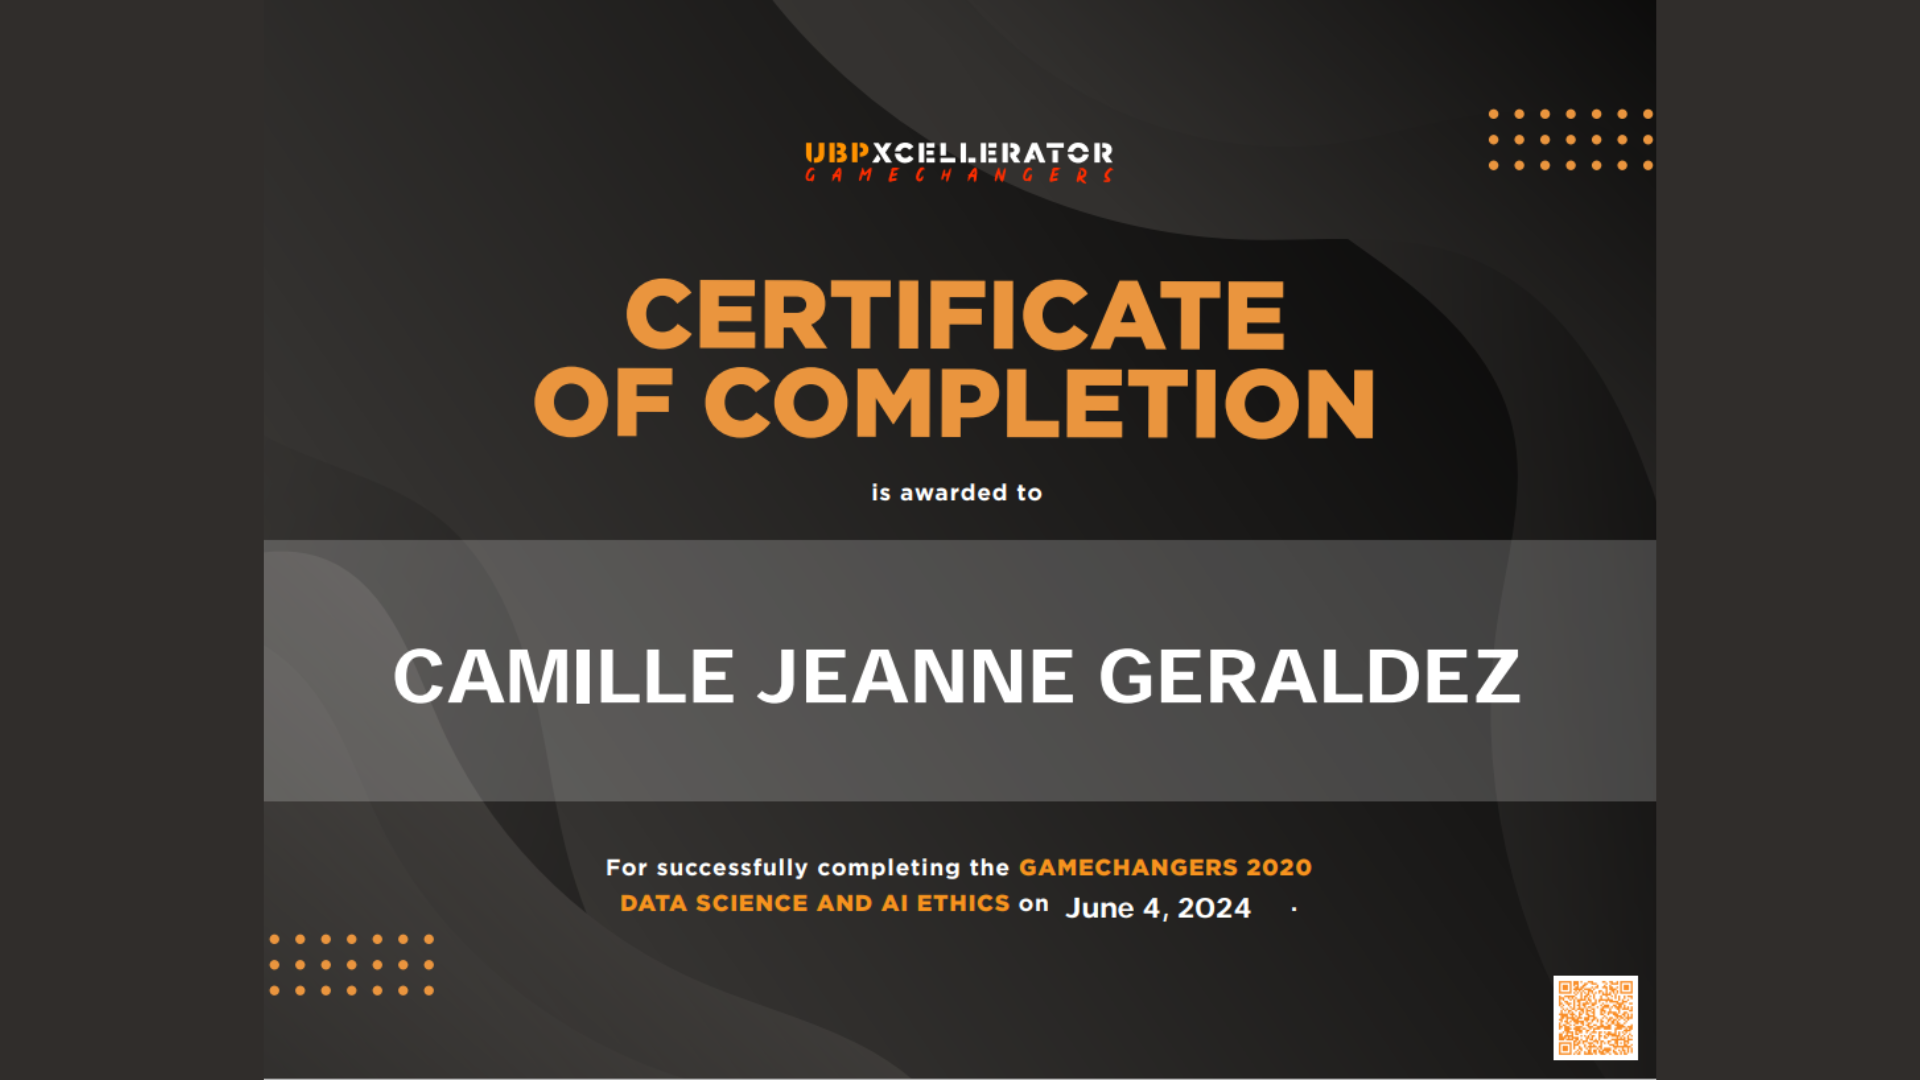 UBPXCELLERATOR
GAMECHANGERS
CERTIFICATE
OF COMPLETION
is awarded to
CAMILLE JEANNE GERALDEZ
For successfully completing the GAMECHANGERS 2020
DATA SCIENCE AND AI ETHICS on June 4, 2024 .